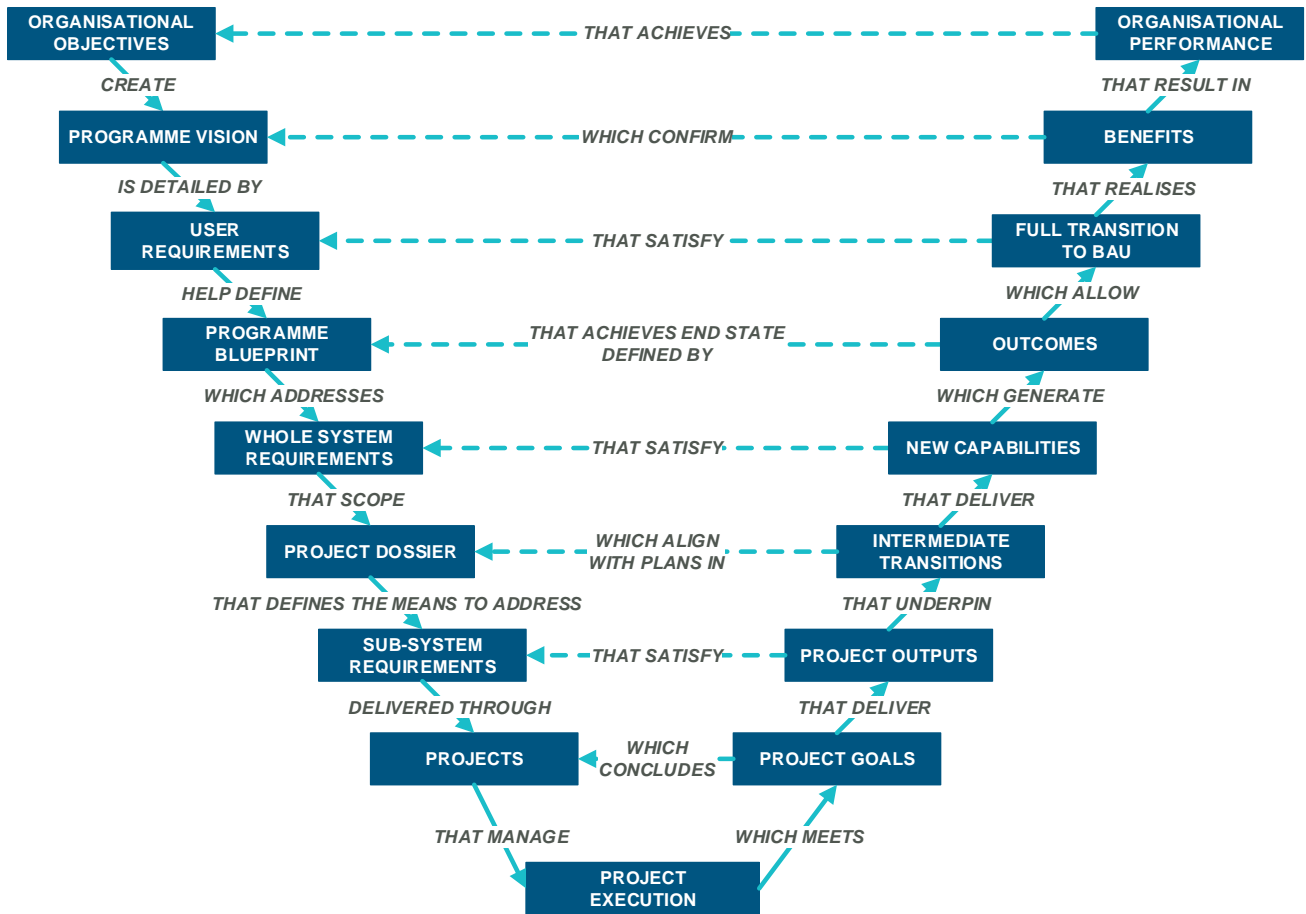 ORGANISATIONAL
OBJECTIVES
THAT ACHIEVES
ORGANISATIONAL
PERFORMANCE
CREATE
THAT RESULT IN
PROGRAMME VISION
WHICH CONFIRM
BENEFITS
IS DETAILED BY
THAT REALISES
USER
REQUIREMENTS
THAT SATISFY
FULL TRANSITION
TO BAU
HELP DEFINE
WHICH ALLOW
PROGRAMME
BLUEPRINT
THAT ACHIEVES END STATE
DEFINED BY
OUTCOMES
WHICH ADDRESSES
WHICH GENERATE
WHOLE SYSTEM
REQUIREMENTS
THAT SATISFY
NEW CAPABILITIES
THAT SCOPE
THAT DELIVER
PROJECT DOSSIER
WHICH ALIGN
WITH PLANS IN
INTERMEDIATE
TRANSITIONS
THAT DEFINES THE MEANS TO ADDRESS
THAT UNDERPIN
SUB-SYSTEM
REQUIREMENTS
THAT SATISFY
PROJECT OUTPUTS
DELIVERED THROUGH
THAT DELIVER
PROJECTS
WHICH
CONCLUDES
PROJECT GOALS
THAT MANAGE
WHICH MEETS
PROJECT
EXECUTION